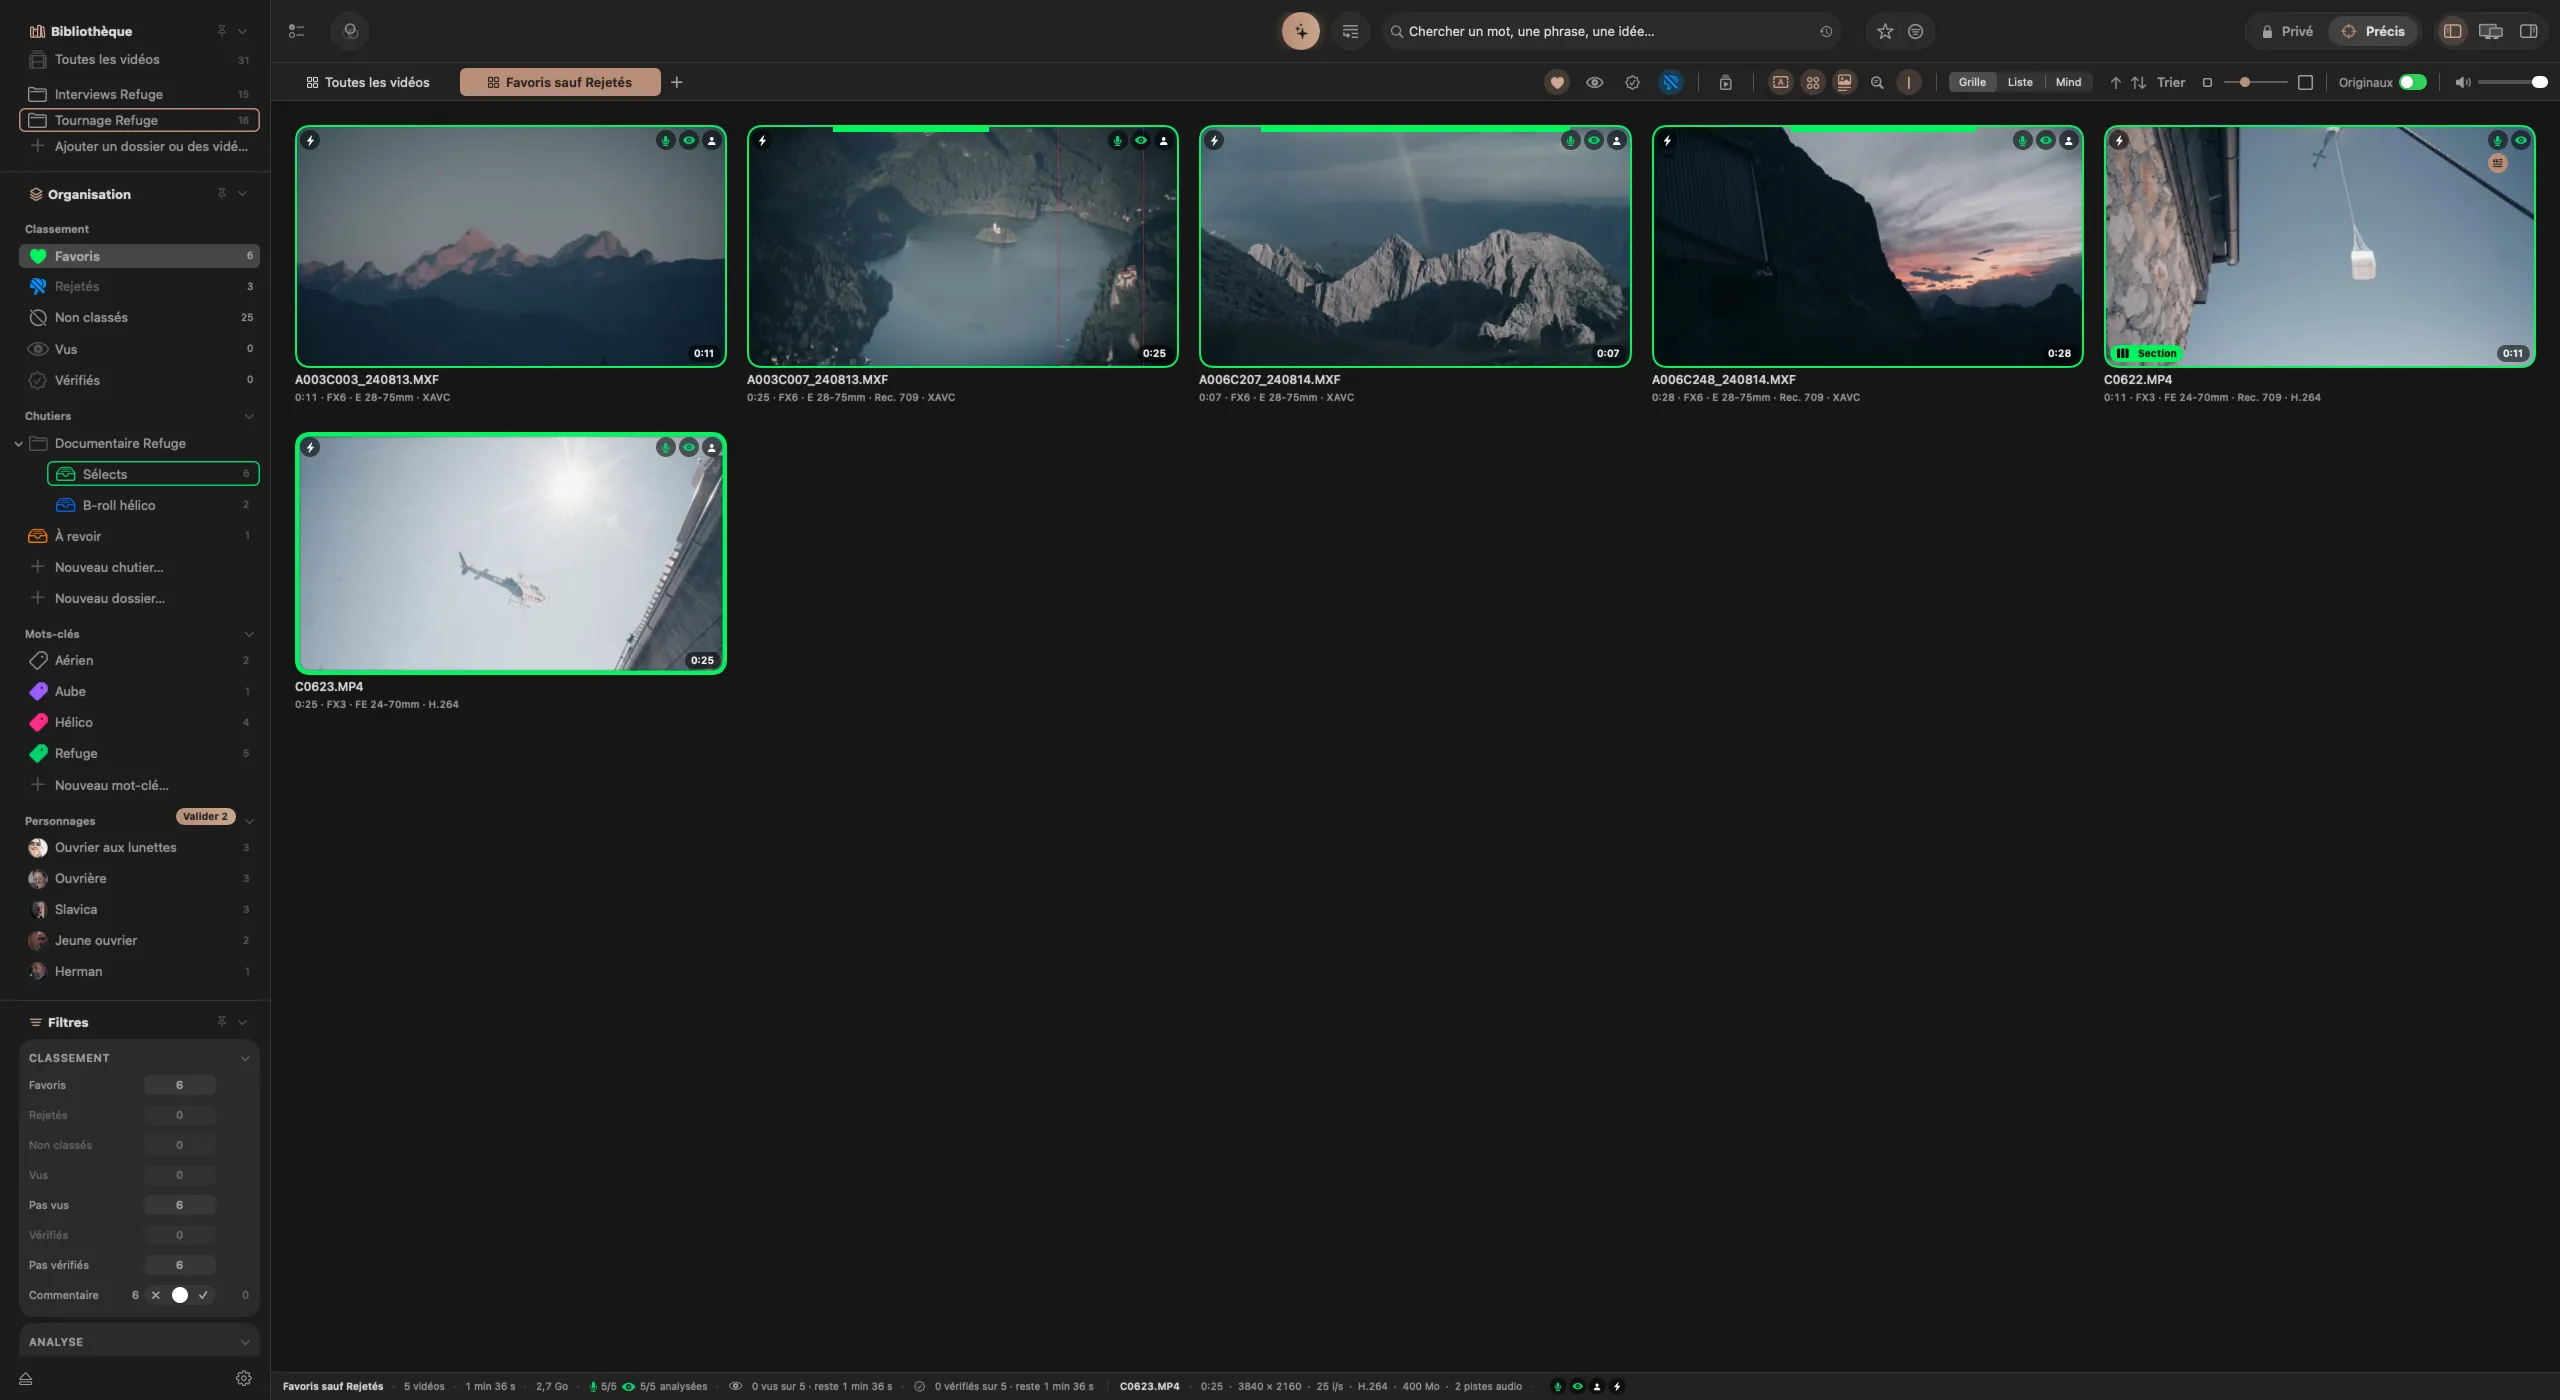 Bibliothèque
Toutes les vidéos 31
Interviews Refuge 15
Tournage Refuge 16
Ajouter un dossier ou des vidé...
Organisation
Classement
Favoris 6
Rejetés 3
Non classés 25
Vus 0
Vérifiés 0
Chutiers
Documentaire Refuge
Sélects 6
B-roll hélico 2
À revoir 1
Nouveau chutier...
Nouveau dossier...
Mots-clés
Aérien 2
Aube 1
Hélico 4
Refuge 5
Nouveau mot-clé...
Personnages Valider 2
Ouvrier aux lunettes 3
Ouvrière 3
Slavica 3
Jeune ouvrier 2
Herman 1
Filtres
CLASSEMENT
Favoris 6
Rejetés 0
Non classés 0
Vus 0
Pas vus 6
Vérifiés 0
Pas vérifiés 6
Commentaire 6 0
ANALYSE
Chercher un mot, une phrase, une idée...
Privé Précis
Toutes les vidéos Favoris sauf Rejetés
Grille Liste Mind Trier Originaux
0:11
A003C003_240813.MXF
0:11 · FX6 · E 28-75mm · XAVC
0:25
A003C007_240813.MXF
0:25 · FX6 · E 28-75mm · Rec. 709 · XAVC
0:07
A006C207_240814.MXF
0:07 · FX6 · E 28-75mm · XAVC
0:28
A006C248_240814.MXF
0:28 · FX6 · E 28-75mm · Rec. 709 · XAVC
Section 0:11
C0622.MP4
0:11 · FX3 · FE 24-70mm · Rec. 709 · H.264
0:25
C0623.MP4
0:25 · FX3 · FE 24-70mm · H.264
Favoris sauf Rejetés · 5 vidéos · 1 min 36 s · 2,7 Go · 5/5 5/5 analysées · 0 vus sur 5 · reste 1 min 36 s · 0 vérifiés sur 5 · reste 1 min 36 s C0623.MP4 · 0:25 · 3840 × 2160 · 25 i/s · H.264 · 400 Mo · 2 pistes audio